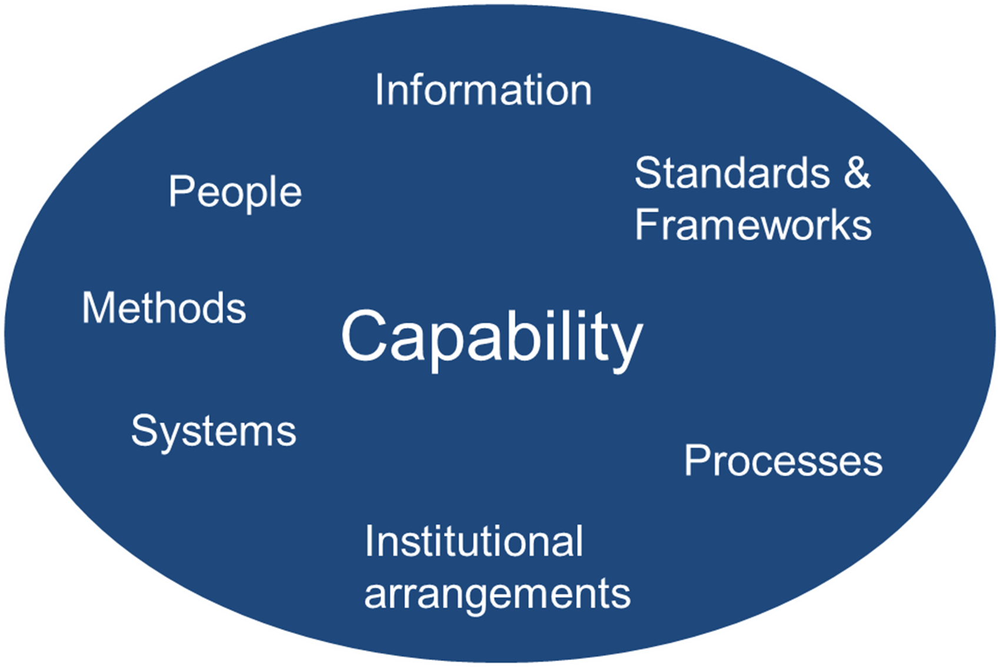 Information
Standards &
Frameworks
People
Methods
Capability
Systems
Processes
Institutional
arrangements